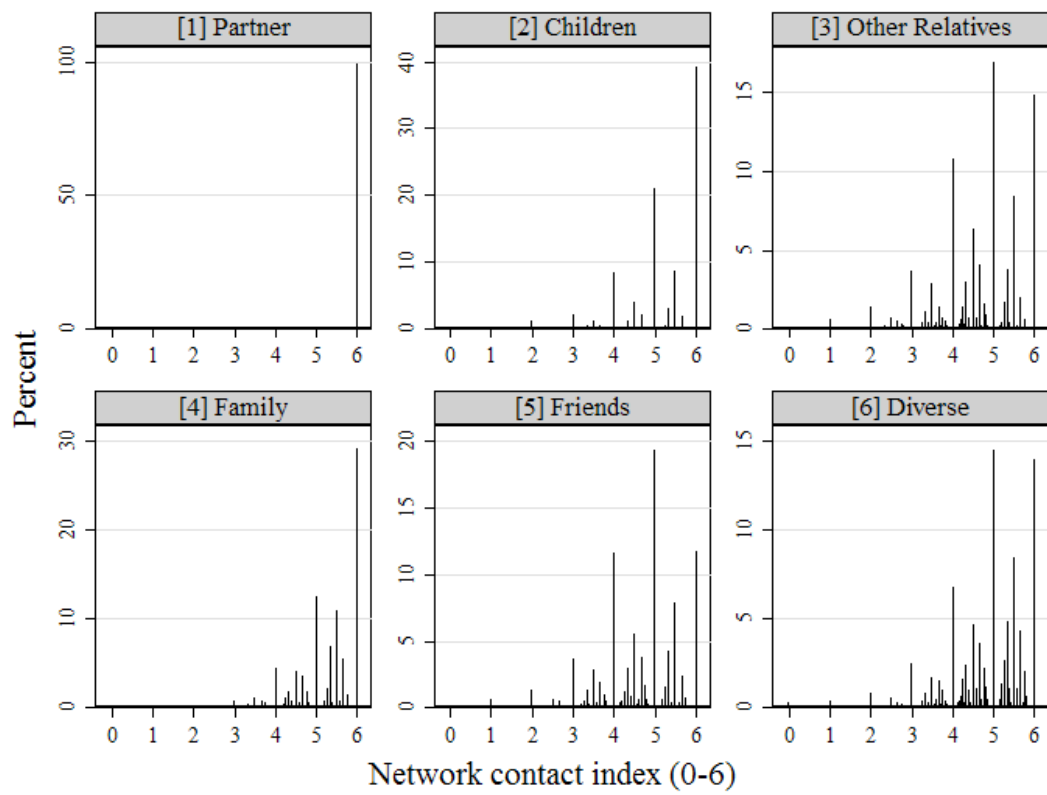 [1] Partner
[2] Children
[3] Other Relatives
100
50
0
40
30
20
10
0
15
10
5
0
0 1 2 3 4 5 6
0 1 2 3 4 5 6
0 1 2 3 4 5 6
Percent
[4] Family
[5] Friends
[6] Diverse
30
20
10
0
20
15
10
5
0
15
10
5
0
0 1 2 3 4 5 6
0 1 2 3 4 5 6
0 1 2 3 4 5 6
Network contact index (0-6)